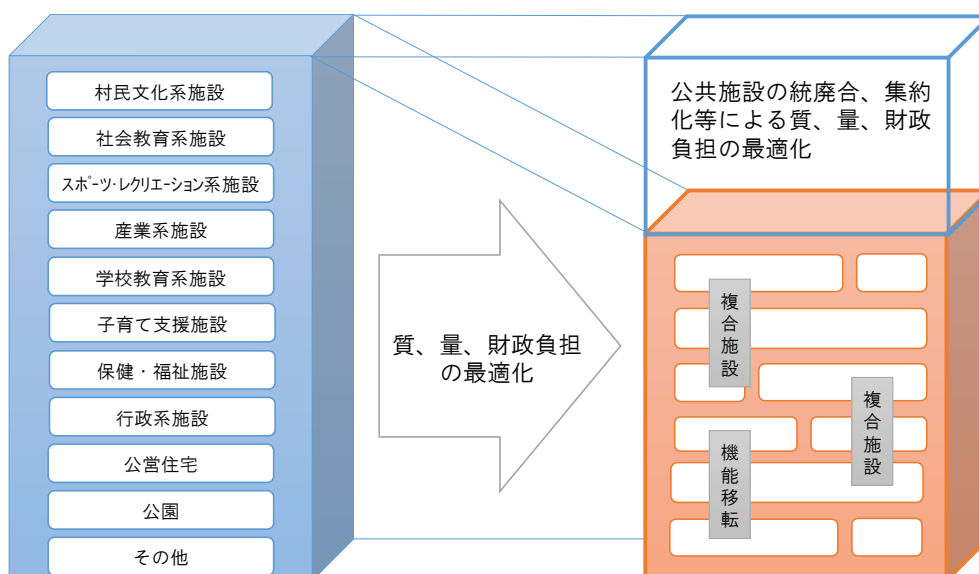 村民文化系施設
社会教育系施設
ｽﾎﾟｰﾂ･ﾚｸﾘｴｰｼｮﾝ系施設
産業系施設
学校教育系施設
子育て支援施設
保健・福祉施設
行政系施設
公営住宅
公園
その他
質、量、財政負担
の最適化
公共施設の統廃合、集約
化等による質、量、財政
負担の最適化
複合施設
複合施設
機能移転